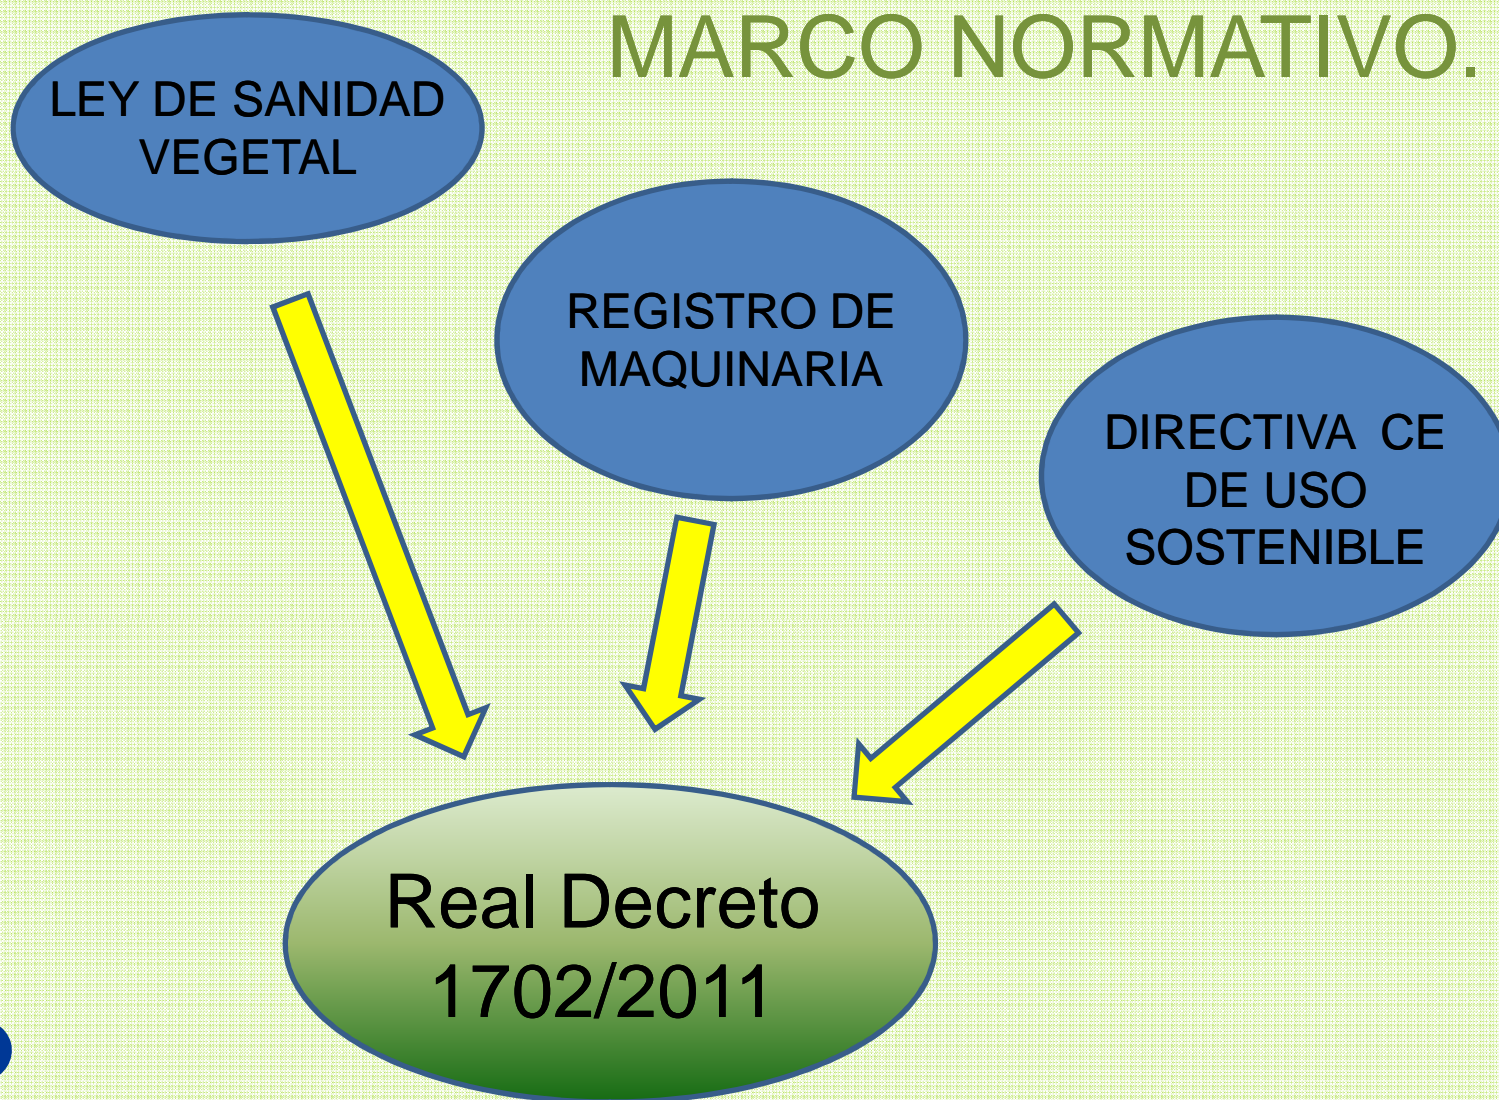 MARCO NORMATIVO.
LEY DE SANIDAD
VEGETAL
REGISTRO DE
MAQUINARIA
DIRECTIVA CE
DE USO
SOSTENIBLE
Real Decreto
1702/2011